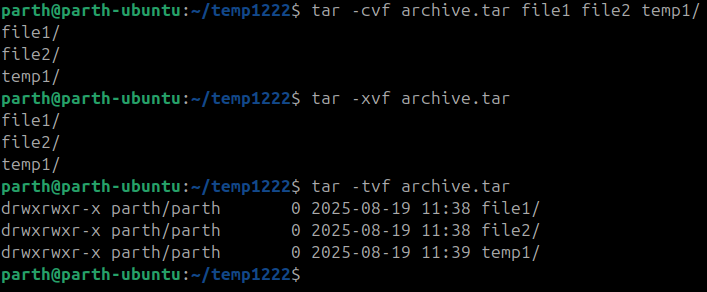 parth@parth-ubuntu:~/temp1222$ tar -cvf archive.tar file1 file2 temp1/
file1/
file2/
temp1/
parth@parth-ubuntu:~/temp1222$ tar -xvf archive.tar
file1/
file2/
temp1/
parth@parth-ubuntu:~/temp1222$ tar -tvf archive.tar
drwxrwxr-x parth/parth       0 2025-08-19 11:38 file1/
drwxrwxr-x parth/parth       0 2025-08-19 11:38 file2/
drwxrwxr-x parth/parth       0 2025-08-19 11:39 temp1/
parth@parth-ubuntu:~/temp1222$